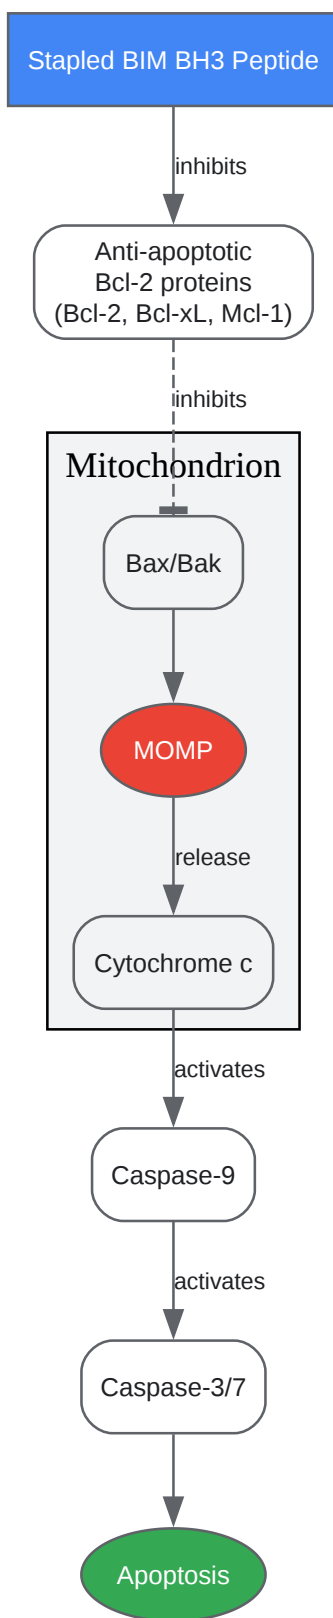 Stapled BIM BH3 Peptide
inhibits
Anti-apoptotic
Bcl-2 proteins
(Bcl-2, Bcl-xL, Mcl-1)
inhibits
Mitochondrion
Bax/Bak
MOMP
release
Cytochrome c
activates
Caspase-9
activates
Caspase-3/7
Apoptosis